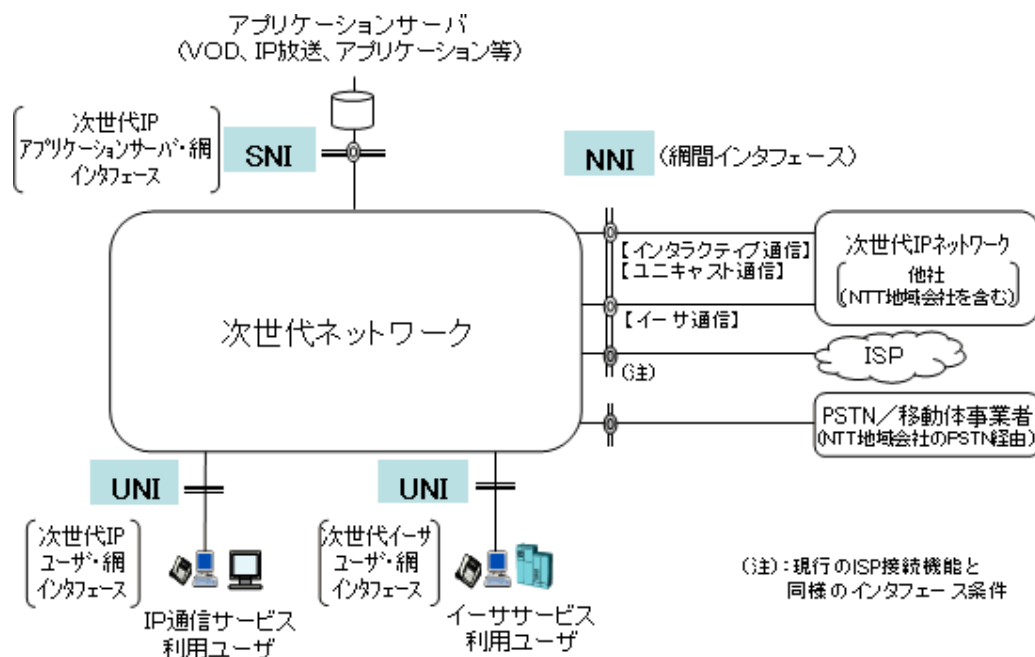 アプリケーションサーバ
(VOD、IP放送、アプリケーション等)
次世代IP
アプリケーションサーバ・網
インタフェース
SNI
NNI (網間インタフェース)
【インタラクティブ通信】
【ユニキャスト通信】
次世代IPネットワーク
他社
(NTT地域会社を含む)
【イーサ通信】
次世代ネットワーク
(注)
ISP
PSTN/移動体事業者
(NTT地域会社のPSTN経由)
UNI
次世代IP
ユーザ・網
インタフェース
IP通信サービス
利用ユーザ
UNI
次世代イーサ
ユーザ・網
インタフェース
イーササービス
利用ユーザ
(注):現行のISP接続機能と
同様のインタフェース条件